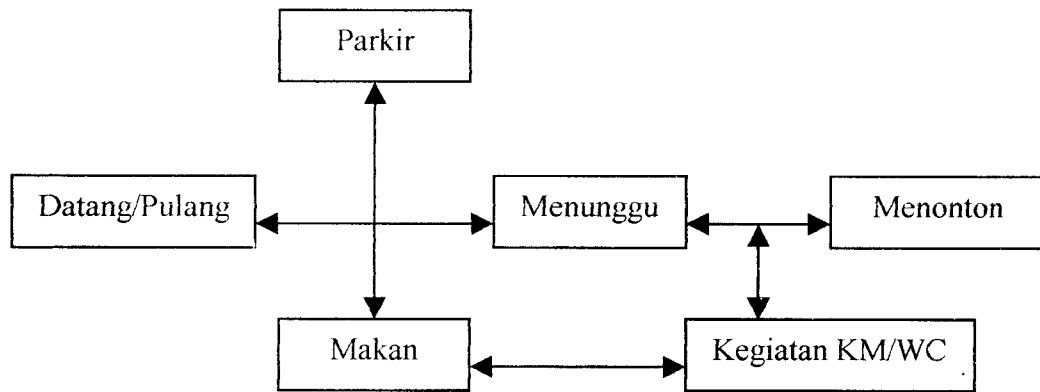 Parkir
Datang/Pulang
Menunggu
Menonton
Makan
Kegiatan KM/WC